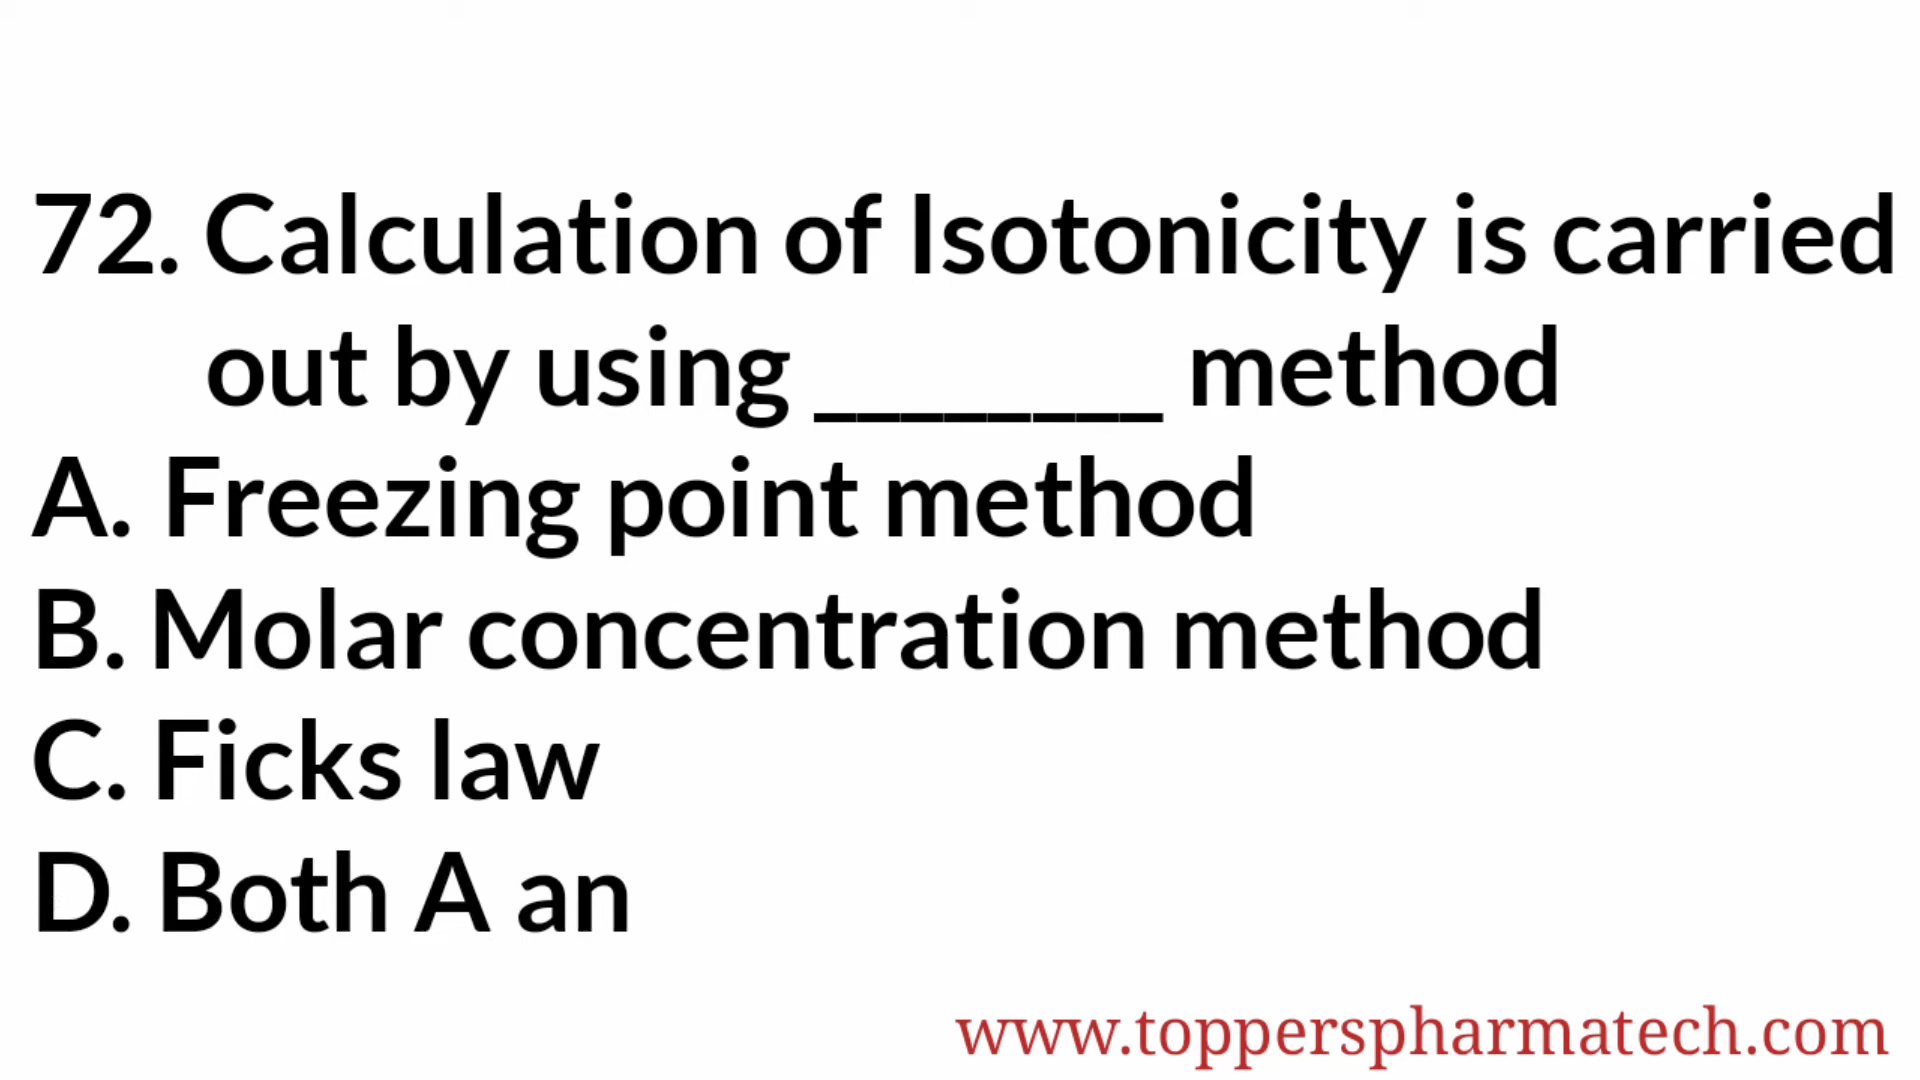 72. Calculation of Isotonicity is carried
out by using ________ method
A. Freezing point method
B. Molar concentration method
C. Ficks law
D. Both A an
www.topperspharmatech.com